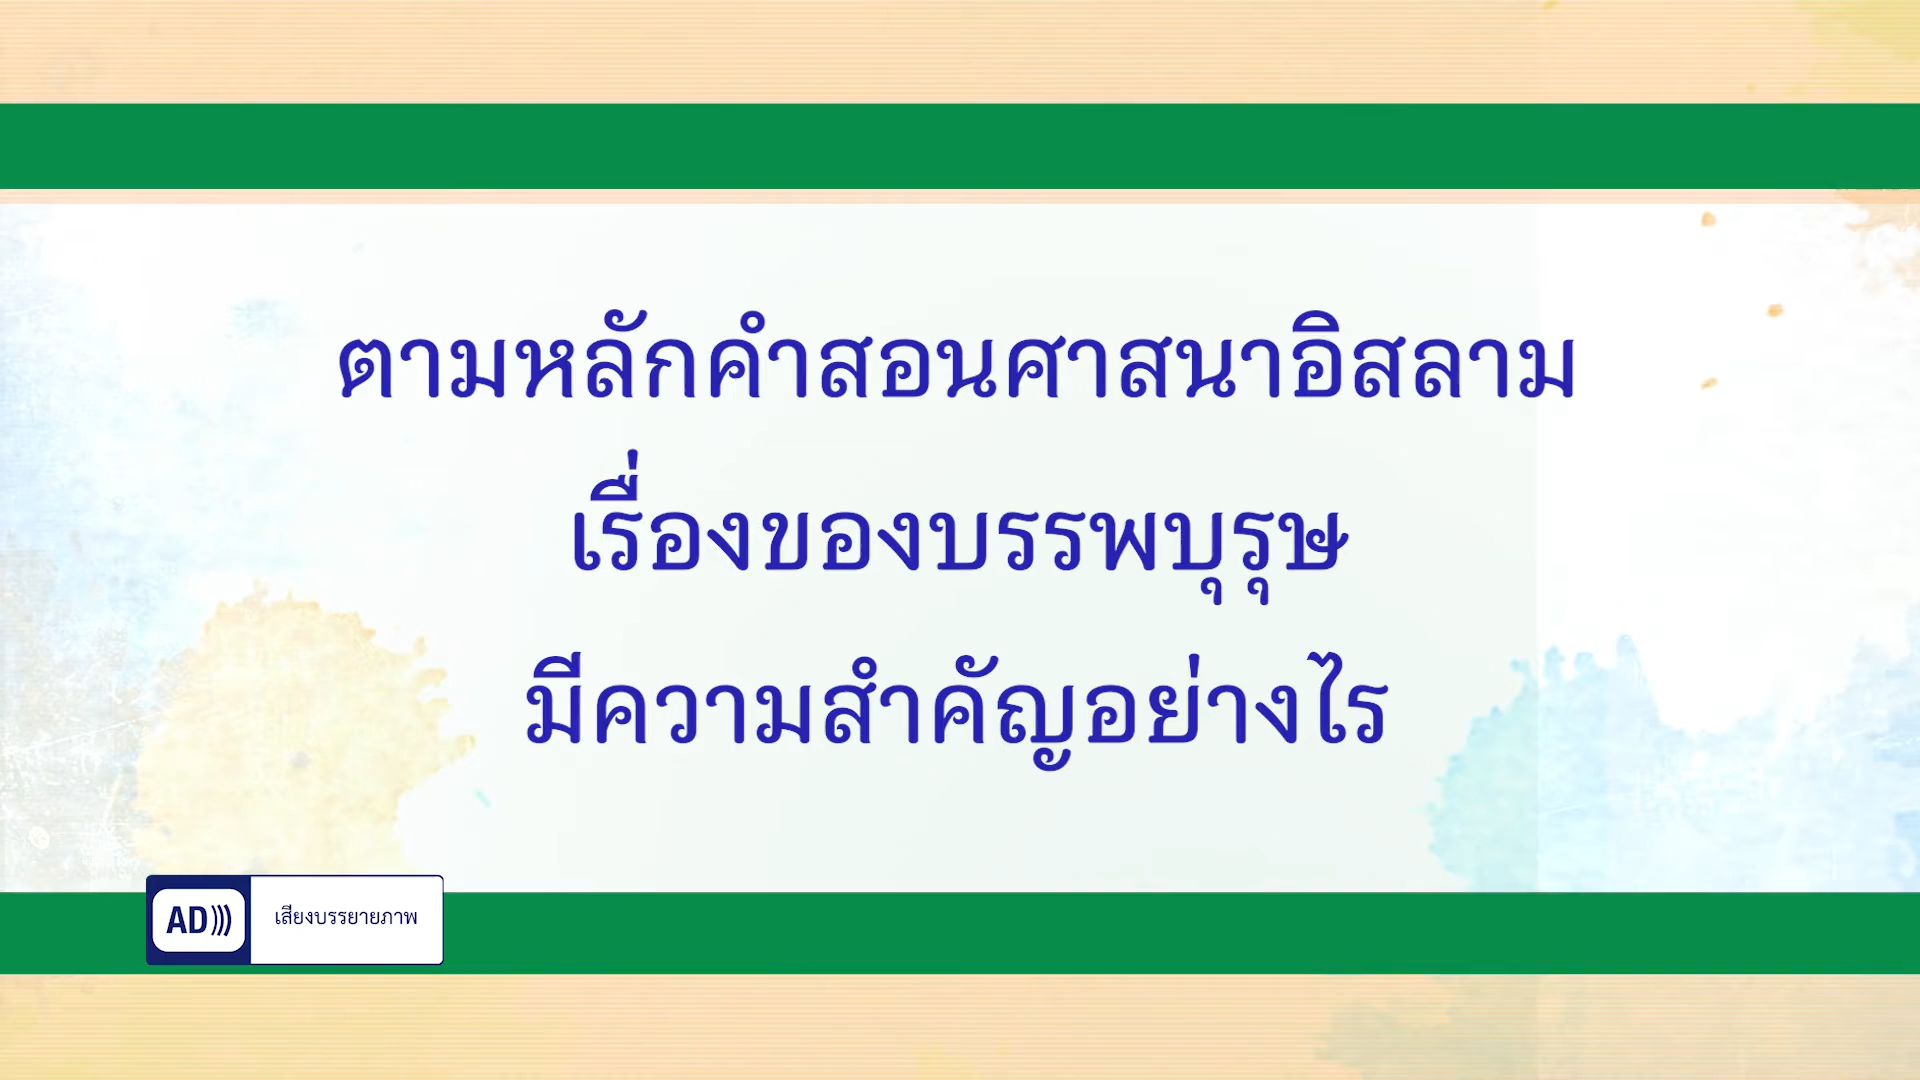 ตามหลักคำสอนศาสนาอิสลาม
เรื่องของบรรพบุรุษ
มีความสำคัญอย่างไร
AD
เสียงบรรยายภาพ